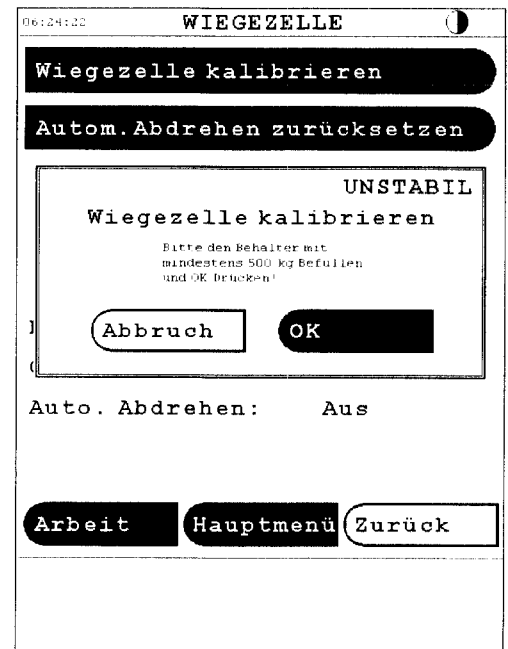 06:24:22 WIEGEZELLE
Wiegezelle kalibrieren
Autom. Abdrehen zurücksetzen
UNSTABIL
Wiegezelle kalibrieren
Bitte den Behalter mit
mindestens 500 kg Befullen
und OK Drucken!
Abbruch OK
Auto. Abdrehen: Aus
Arbeit Hauptmenü Zurück